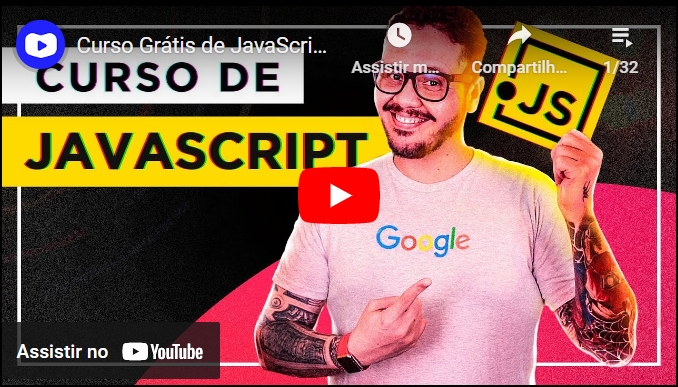 Curso Grátis de JavaScri...
Assistir m...
Compartilh...
1/32
CURSO DE
JAVASCRIPT
JS
Google
Assistir no YouTube